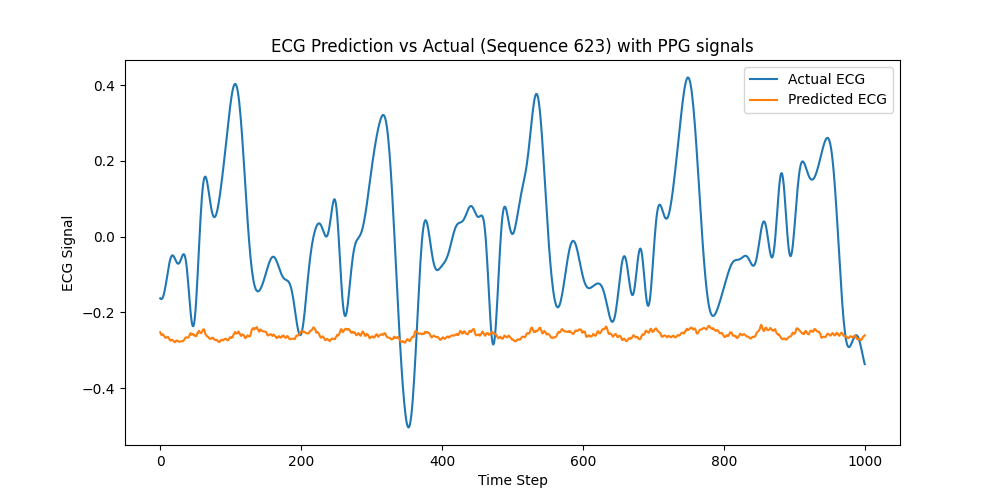 ECG Prediction vs Actual (Sequence 623) with PPG signals
Actual ECG
Predicted ECG
ECG Signal
0.4
0.2
0.0
−0.2
−0.4
0
200
400
600
800
1000
Time Step